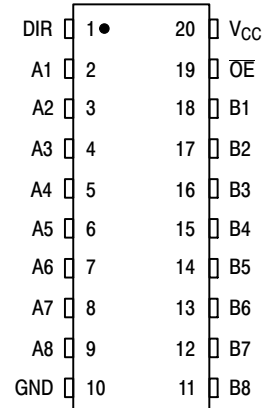 DIR 1 20 V_CC
A1 2 19 O̅E̅
A2 3 18 B1
A3 4 17 B2
A4 5 16 B3
A5 6 15 B4
A6 7 14 B5
A7 8 13 B6
A8 9 12 B7
GND 10 11 B8